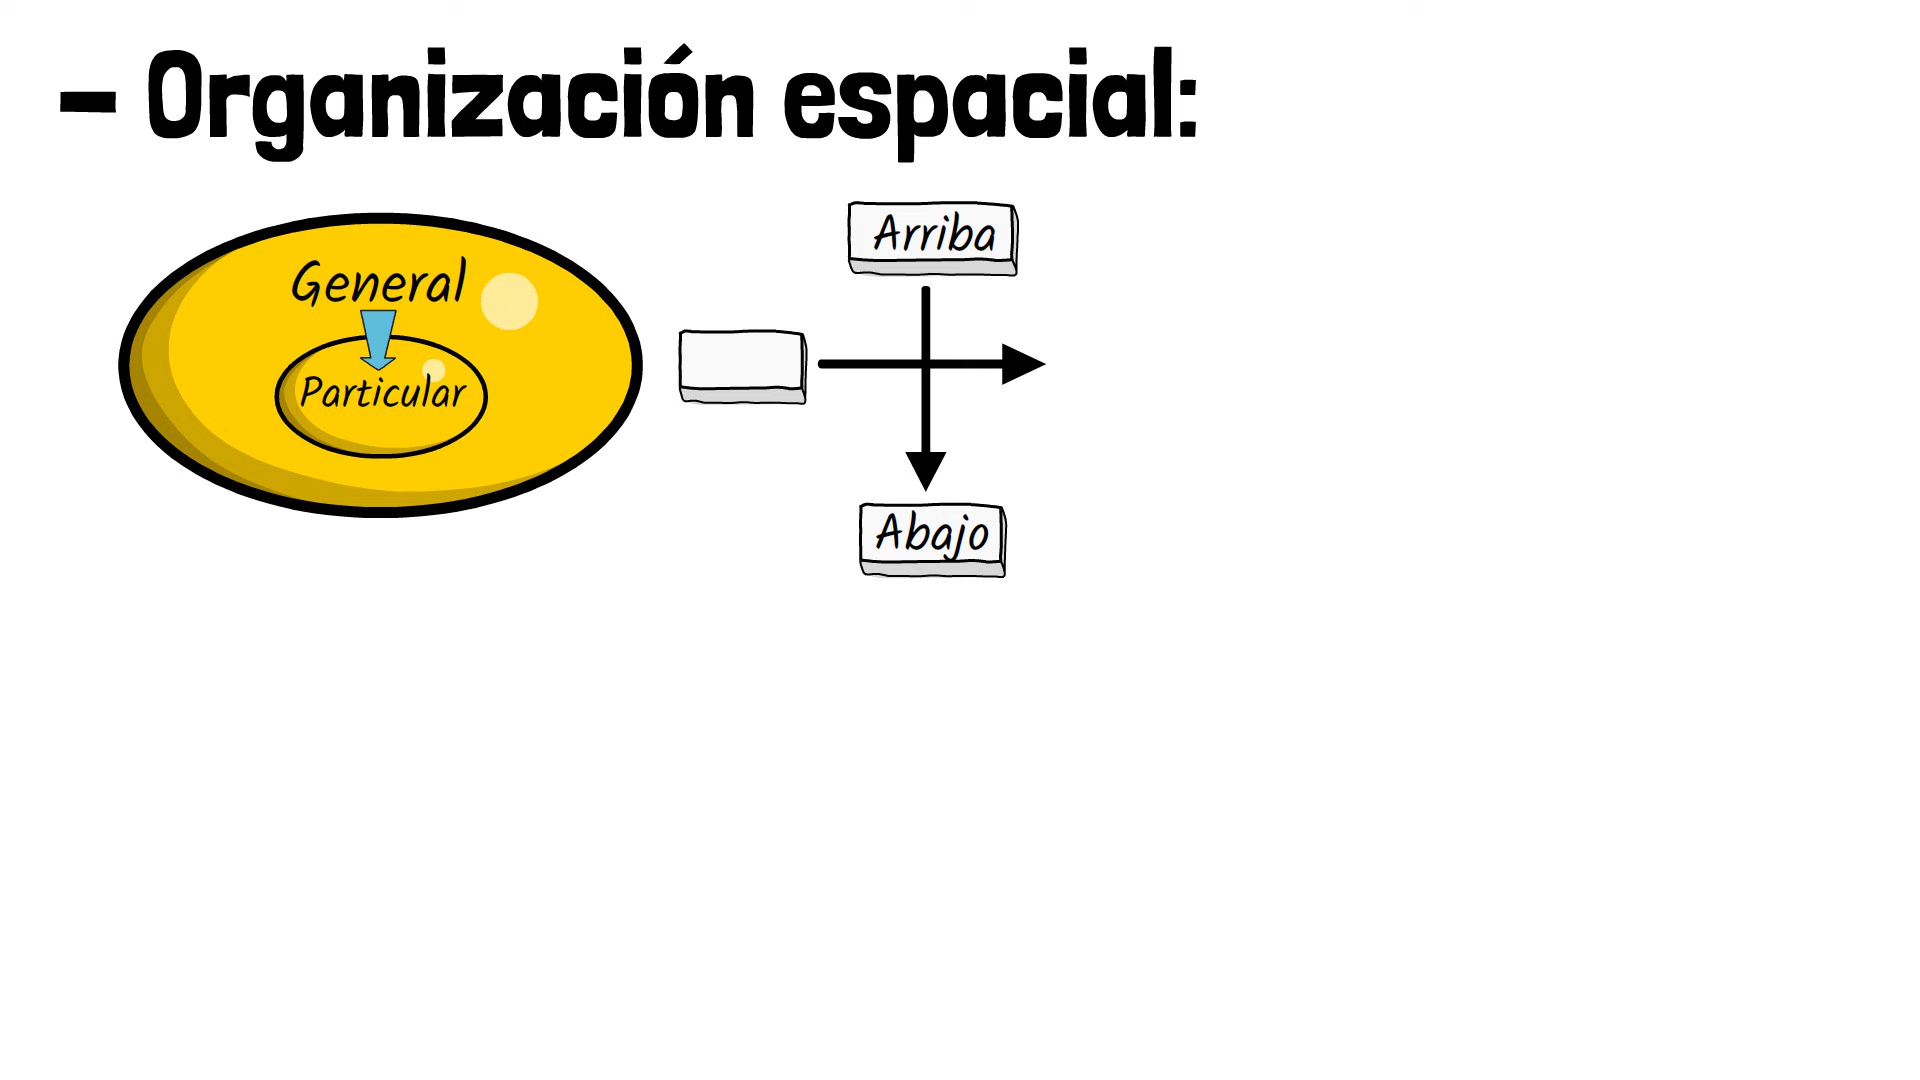 - Organización espacial:
General
Particular
Arriba
Abajo